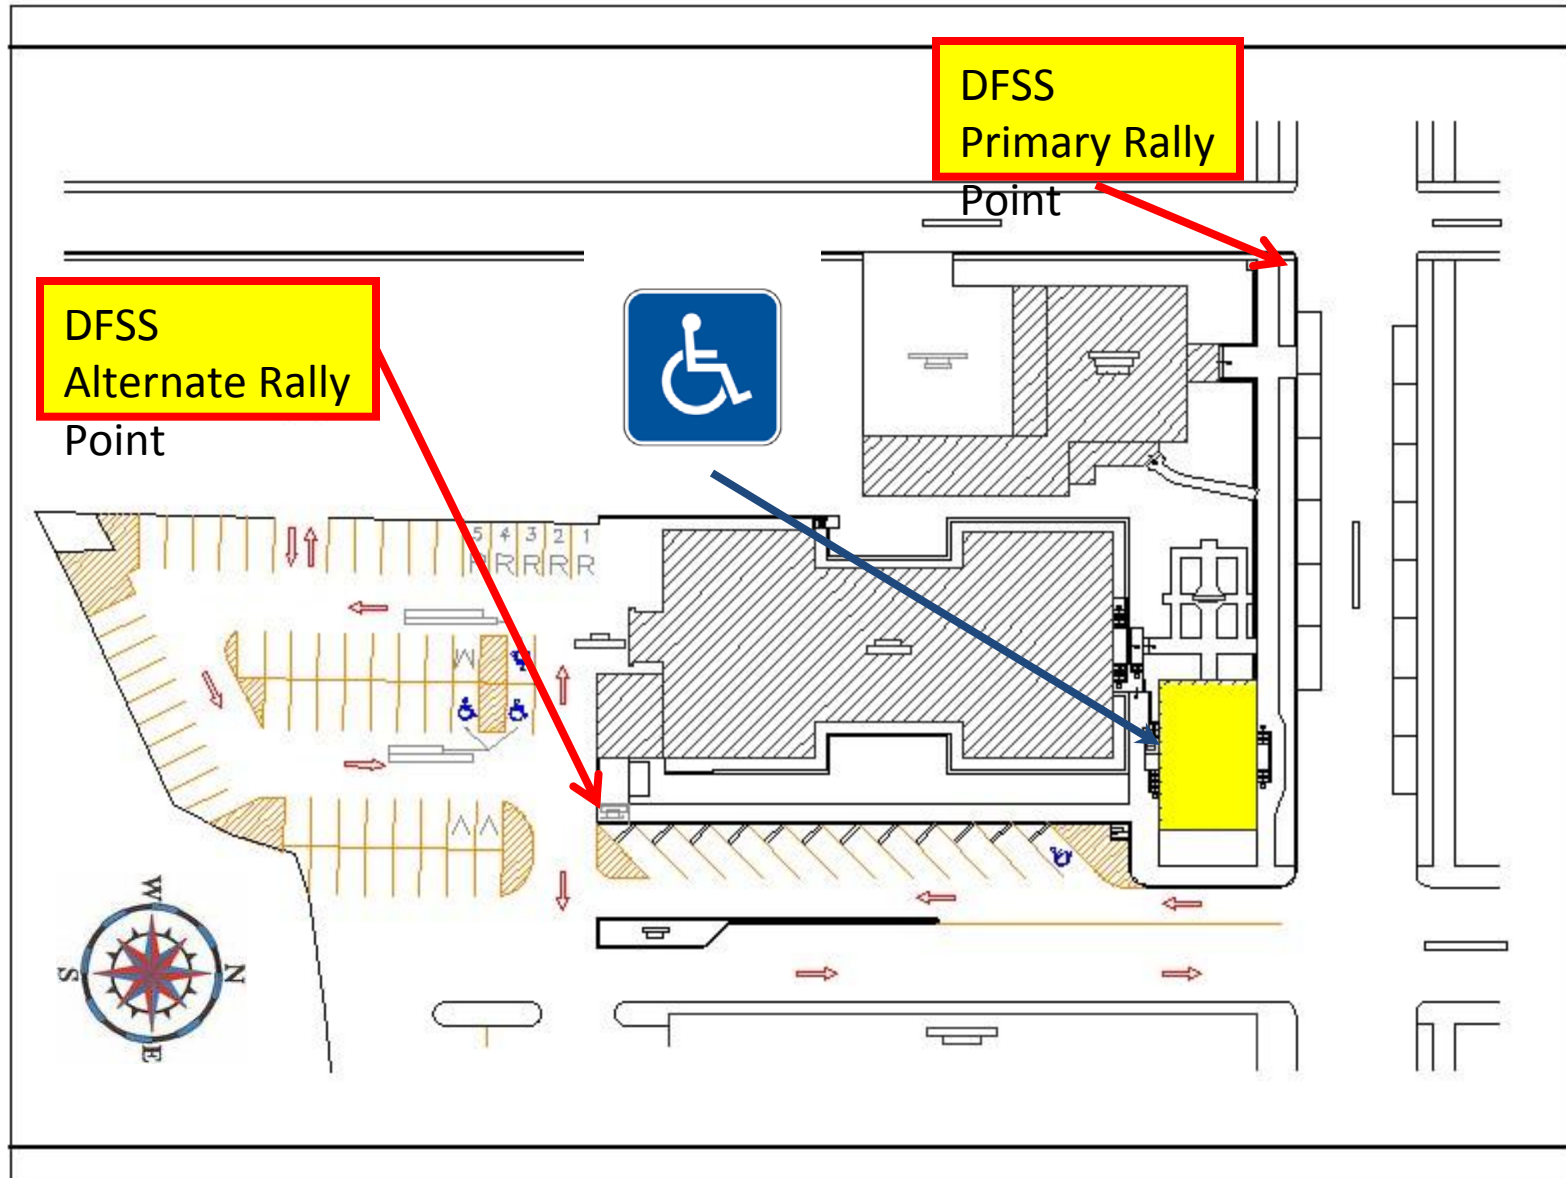 DFSS
Primary Rally
Point
DFSS
Alternate Rally
Point
5 4 3 2 1
R R R R R
W
S
N
E